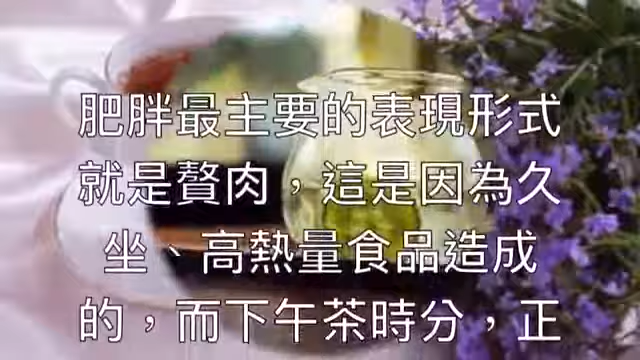 肥胖最主要的表現形式
就是贅肉，這是因為久
坐、高熱量食品造成
的，而下午茶時分，正